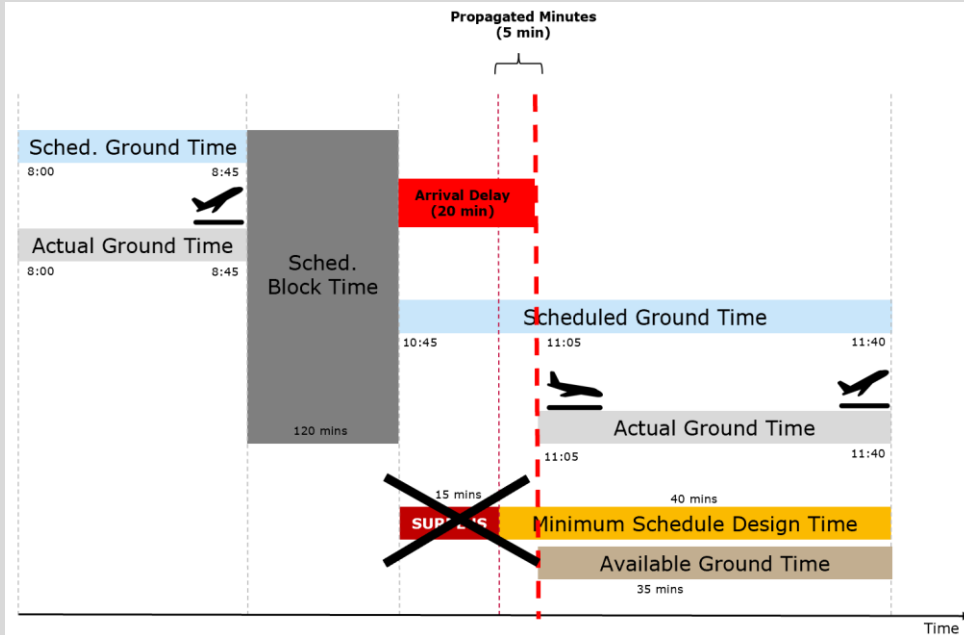 Propagated Minutes
(5 min)
Sched. Ground Time
8:00
8:45
Actual Ground Time
8:00
8:45
Sched.
Block Time
120 mins
Arrival Delay
(20 min)
Scheduled Ground Time
10:45
11:05
11:40
Actual Ground Time
11:05
11:40
15 mins
40 mins
Minimum Schedule Design Time
Available Ground Time
35 mins
Time